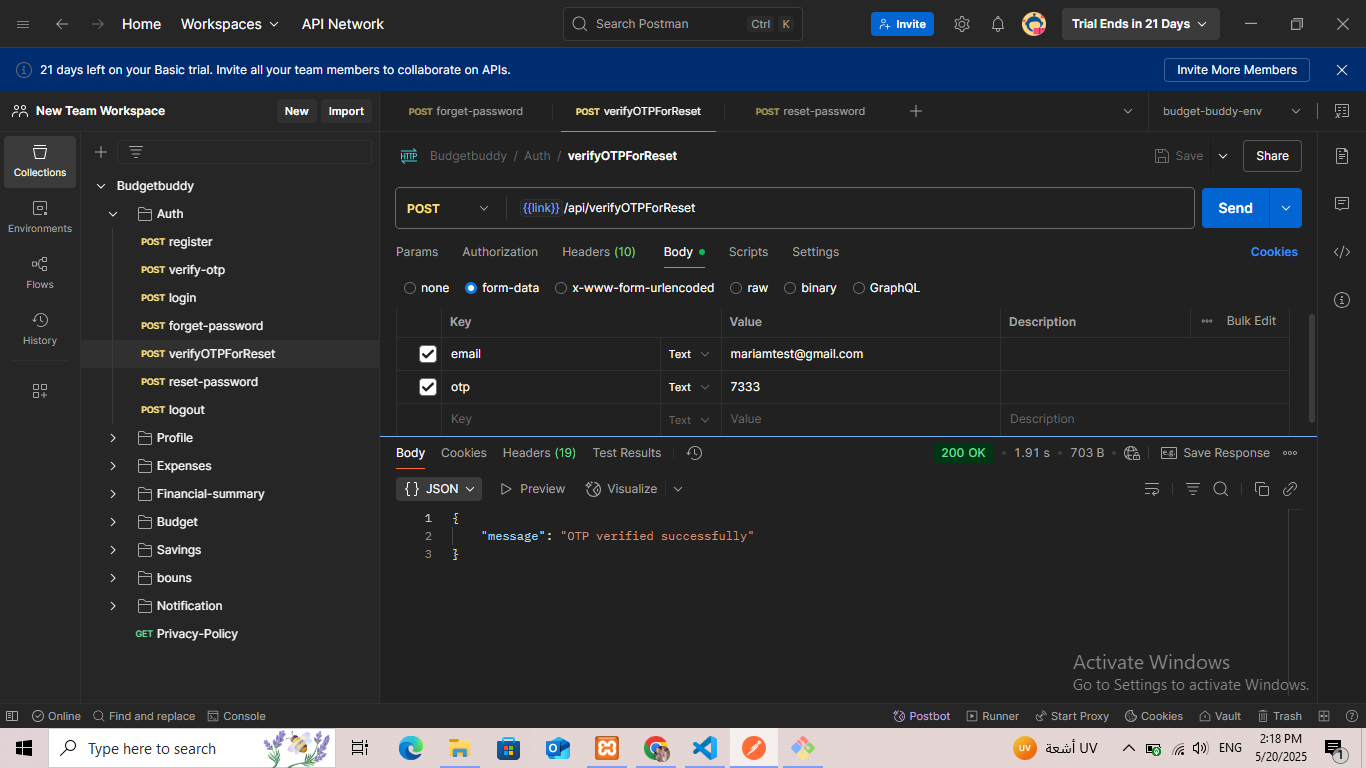 Home Workspaces API Network Search Postman Ctrl K Invite Trial Ends in 21 Days
21 days left on your Basic trial. Invite all your team members to collaborate on APIs. Invite More Members
New Team Workspace New Import
POST forget-password POST verifyOTPForReset POST reset-password budget-buddy-env
Collections
Environments
Flows
History
Budgetbuddy
Auth
POST register
POST verify-otp
POST login
POST forget-password
POST verifyOTPForReset
POST reset-password
POST logout
Profile
Expenses
Financial-summary
Budget
Savings
bouns
Notification
GET Privacy-Policy
HTTP Budgetbuddy / Auth / verifyOTPForReset Save Share
POST {{link}} /api/verifyOTPForReset Send
Params Authorization Headers (10) Body Scripts Settings Cookies
none form-data x-www-form-urlencoded raw binary GraphQL
Key Value Description Bulk Edit
email Text mariamtest@gmail.com
otp Text 7333
Key Text Value Description
Body Cookies Headers (19) Test Results 200 OK 1.91 s 703 B e.g. Save Response
{} JSON Preview Visualize
1 {
2 "message": "OTP verified successfully"
3 }
Activate Windows
Go to Settings to activate Windows.
Online Find and replace Console Postbot Runner Start Proxy Cookies Vault Trash
Type here to search UV أشعة UV ENG 2:18 PM
5/20/2025 1